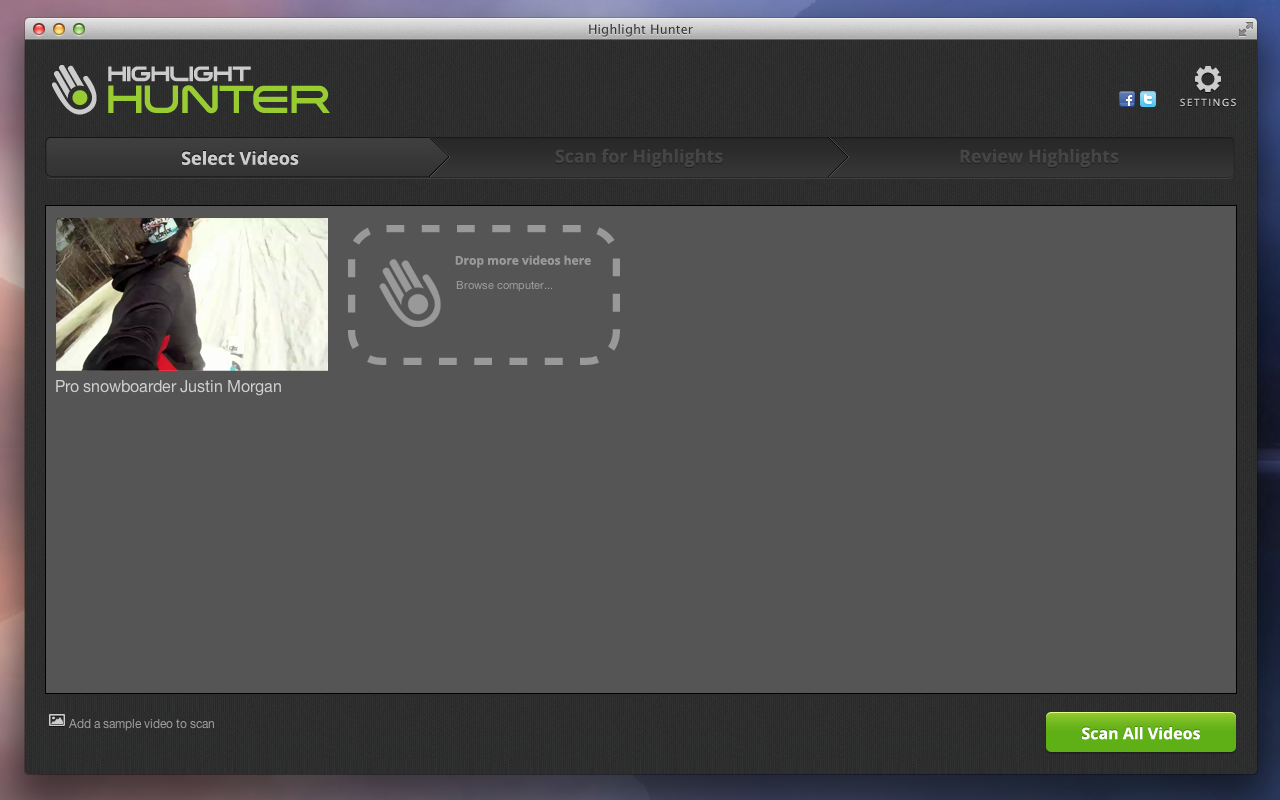 Highlight Hunter
HIGHLIGHT
HUNTER
SETTINGS
Select Videos
Scan for Highlights
Review Highlights
Drop more videos here
Browse computer...
Pro snowboarder Justin Morgan
Add a sample video to scan
Scan All Videos